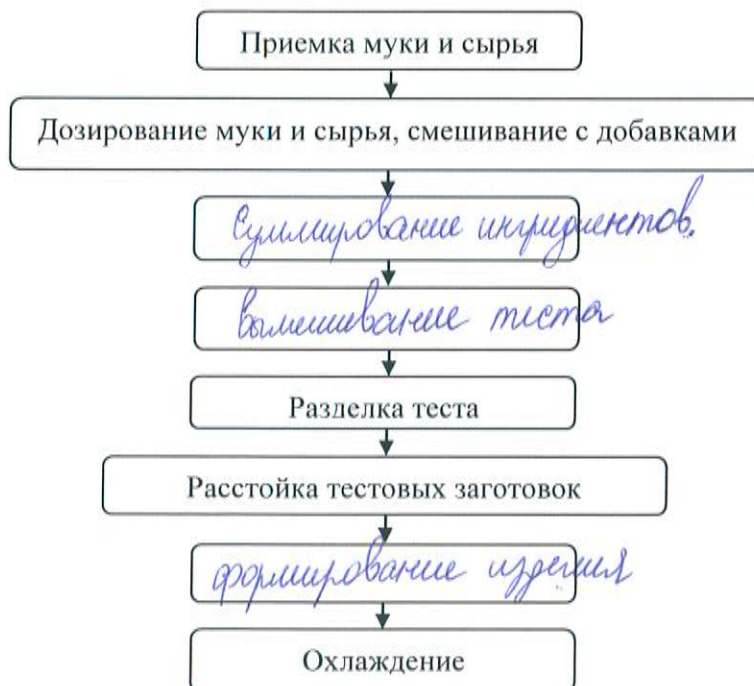 Приемка муки и сырья
Дозирование муки и сырья, смешивание с добавками
Суммирование ингридиентов.
вымешивание теста
Разделка теста
Расстойка тестовых заготовок
формирование изделия
Охлаждение